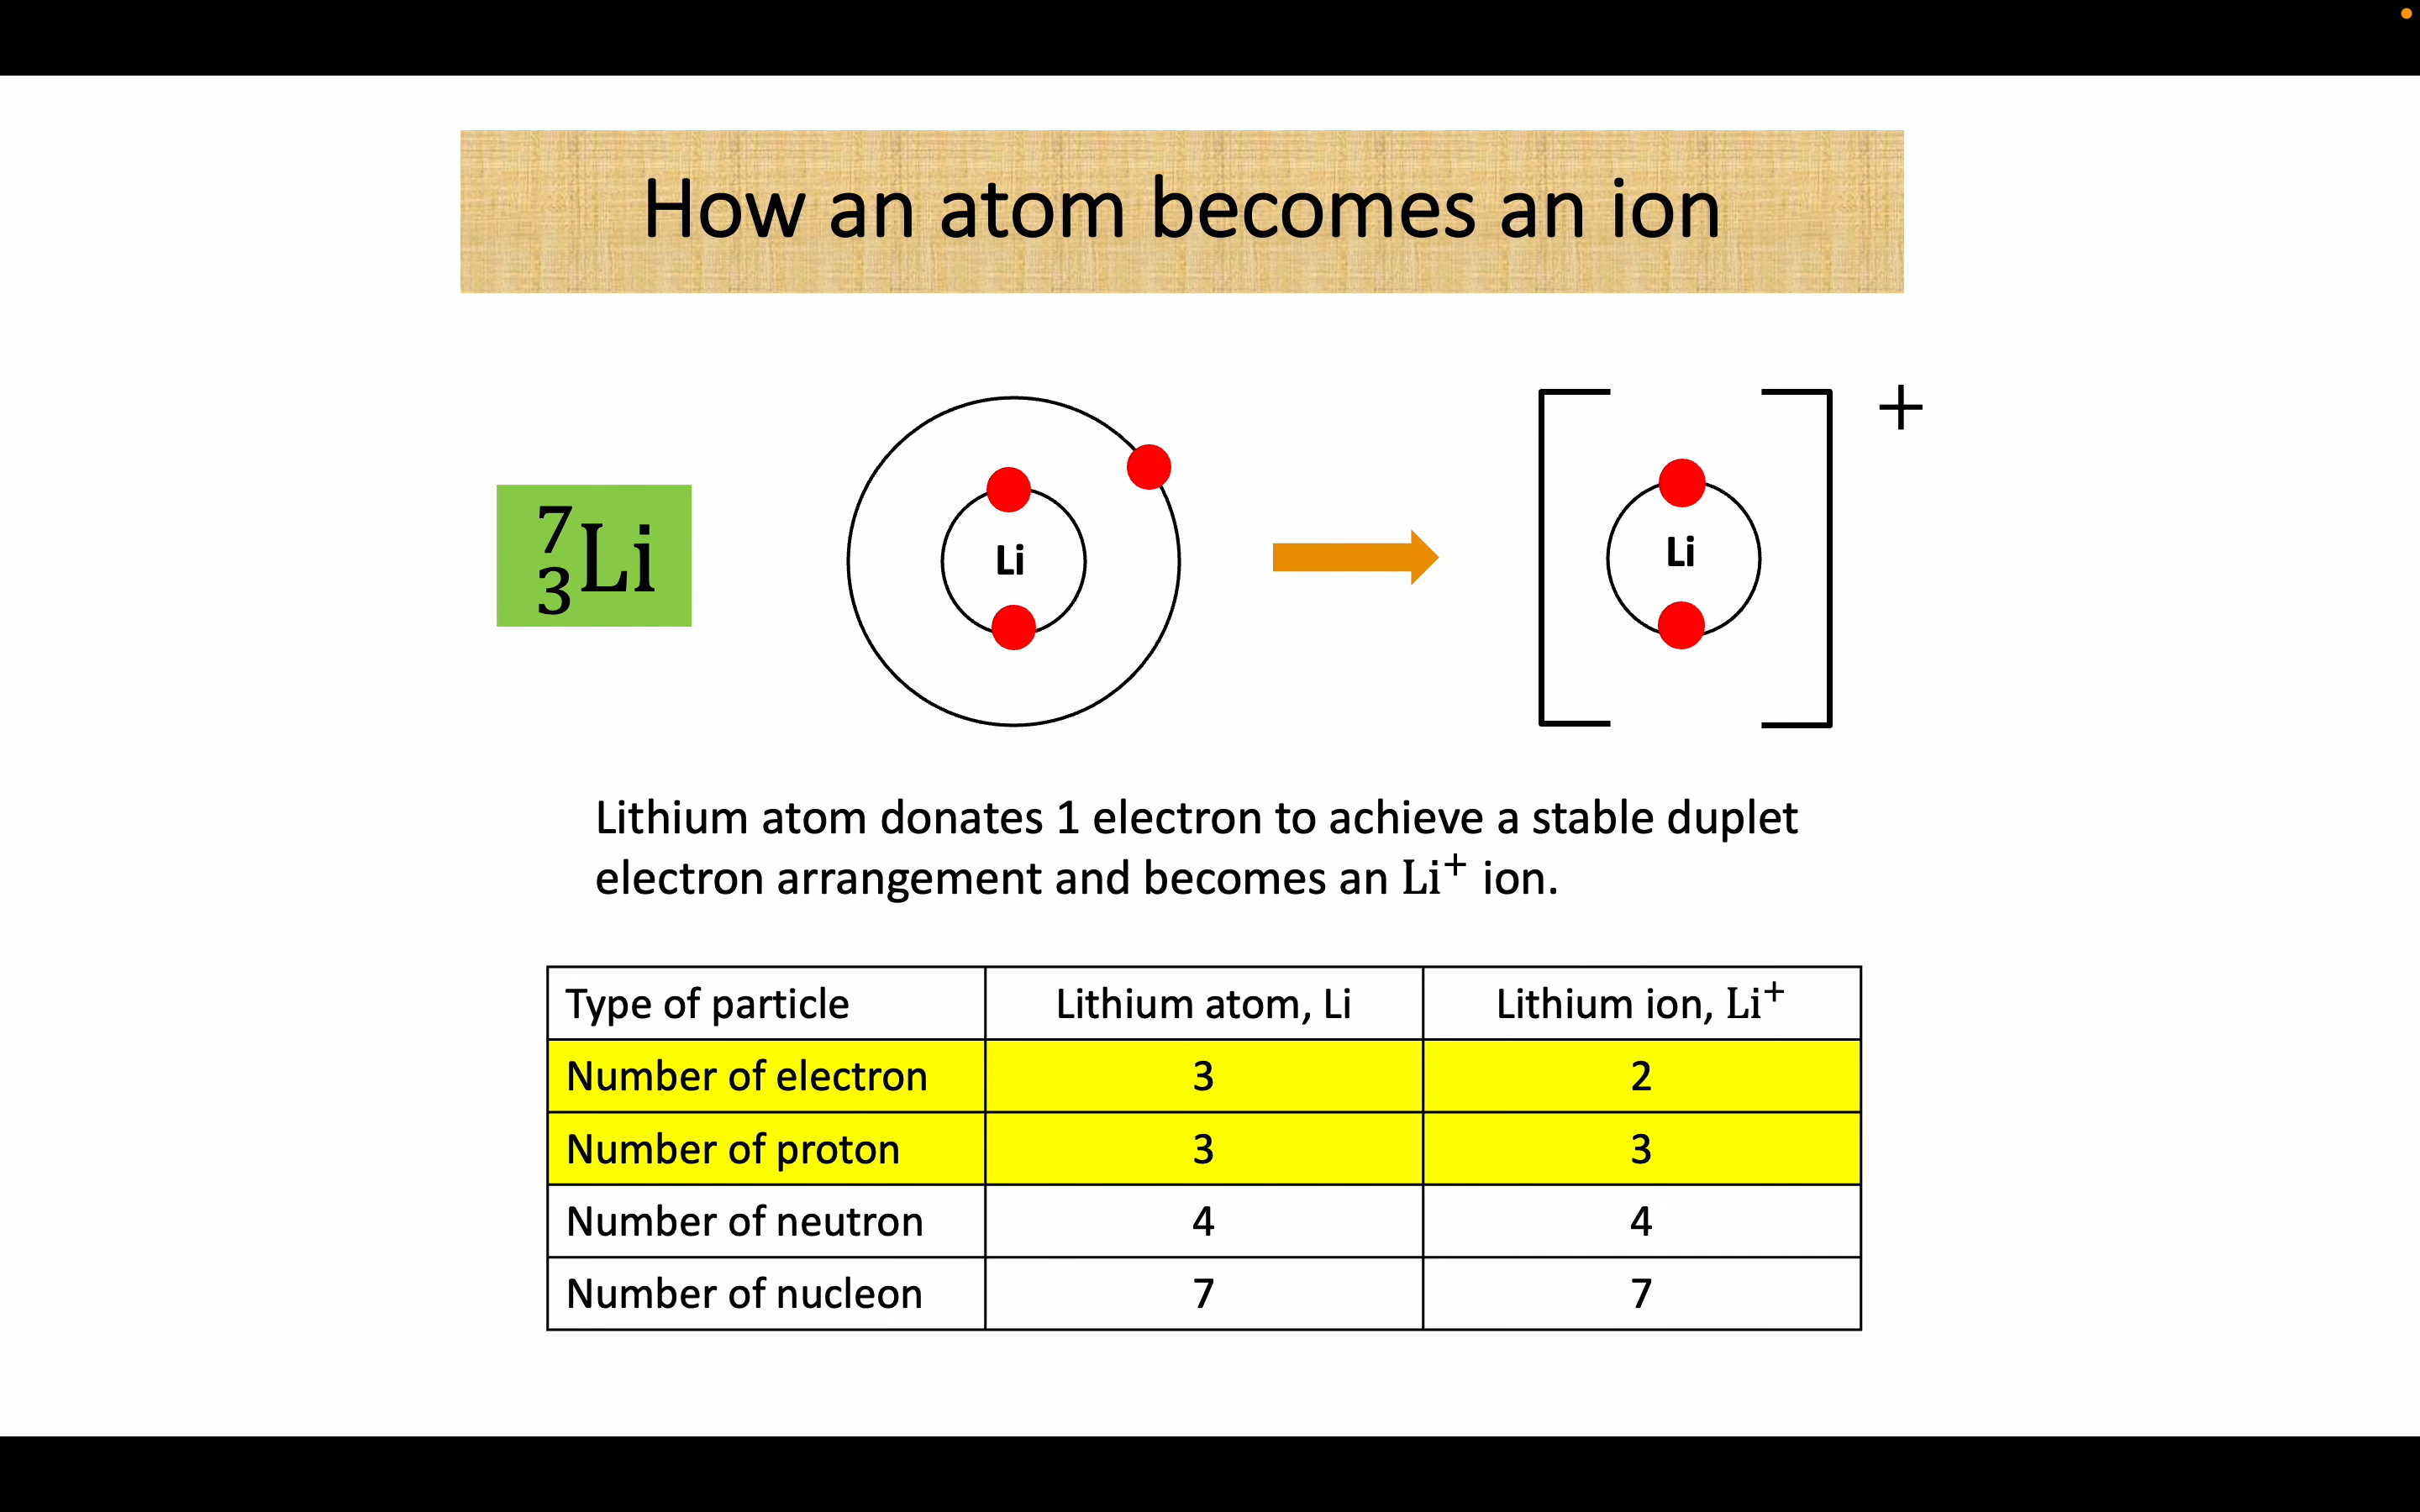 How an atom becomes an ion
7
3 Li
Li
Li
+
Lithium atom donates 1 electron to achieve a stable duplet
electron arrangement and becomes an Li⁺ ion.
Type of particle Lithium atom, Li Lithium ion, Li⁺
Number of electron 3 2
Number of proton 3 3
Number of neutron 4 4
Number of nucleon 7 7